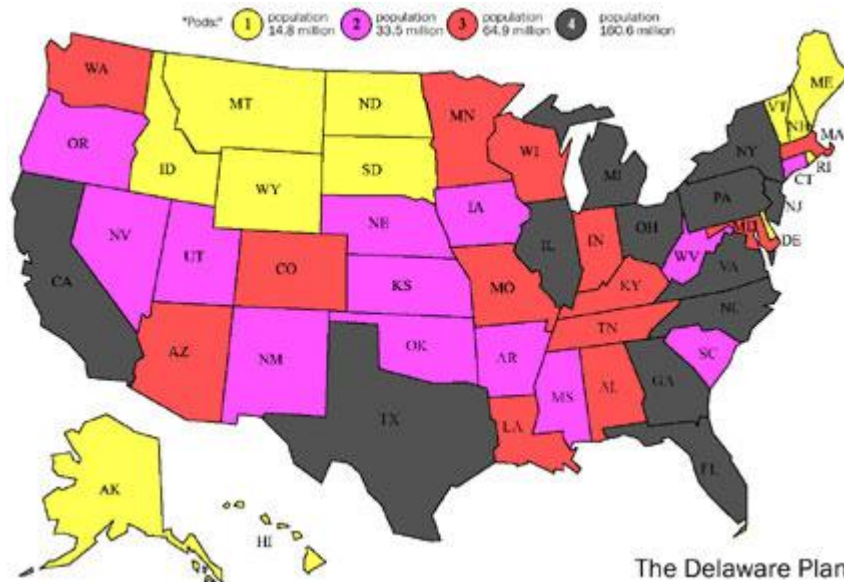 "Pods:" 1 population 14.8 million 2 population 33.5 million 3 population 64.9 million 4 population 160.6 million
WA
MT
ND
MN
ME
VT
NH
OR
ID
WY
SD
WI
MI
NY
MA
RI
CT
NV
UT
NE
IA
PA
NJ
CA
CO
KS
IL
IN
OH
MD
DE
WV
VA
MO
KY
AZ
NM
OK
AR
TN
NC
SC
TX
LA
MS
AL
GA
FL
AK
HI
The Delaware Plan